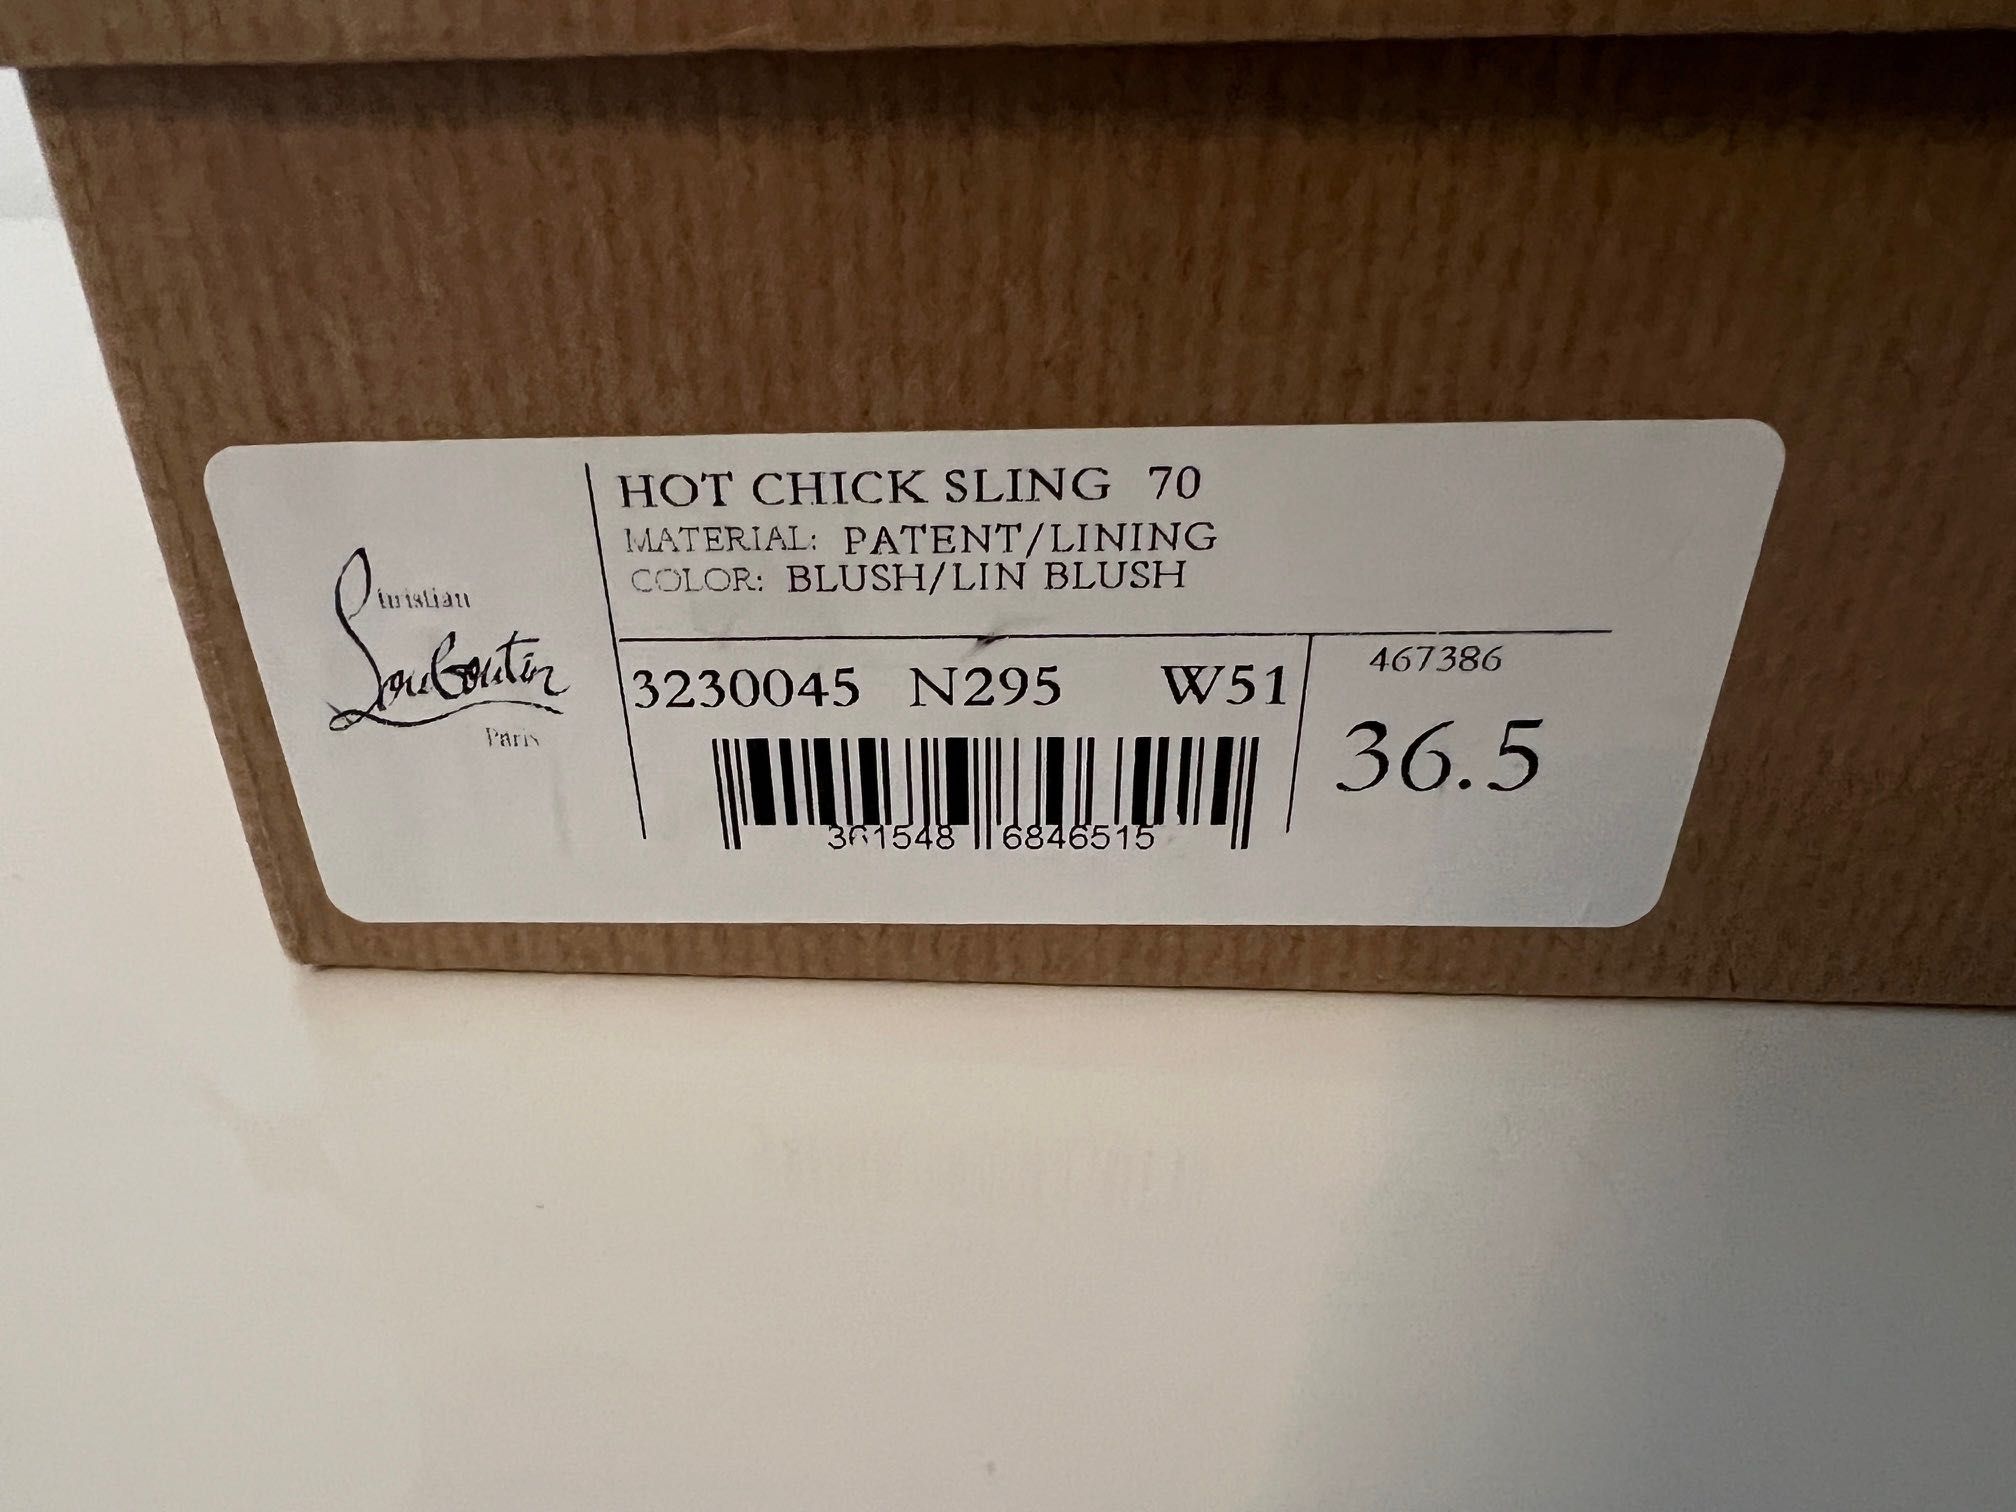 Christian
Louboutin
Paris
HOT CHICK SLING 70
MATERIAL: PATENT/LINING
COLOR: BLUSH/LIN BLUSH
3230045 N295 W51
467386
36.5
361548 6846515